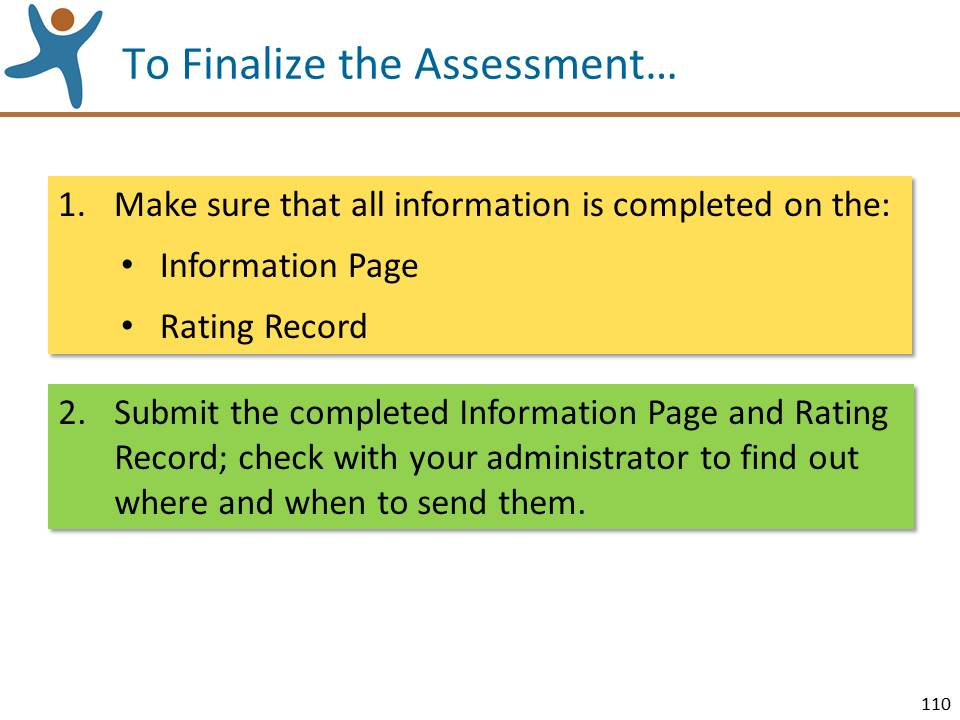 To Finalize the Assessment…
1. Make sure that all information is completed on the:
• Information Page
• Rating Record
2. Submit the completed Information Page and Rating
Record; check with your administrator to find out
where and when to send them.
110